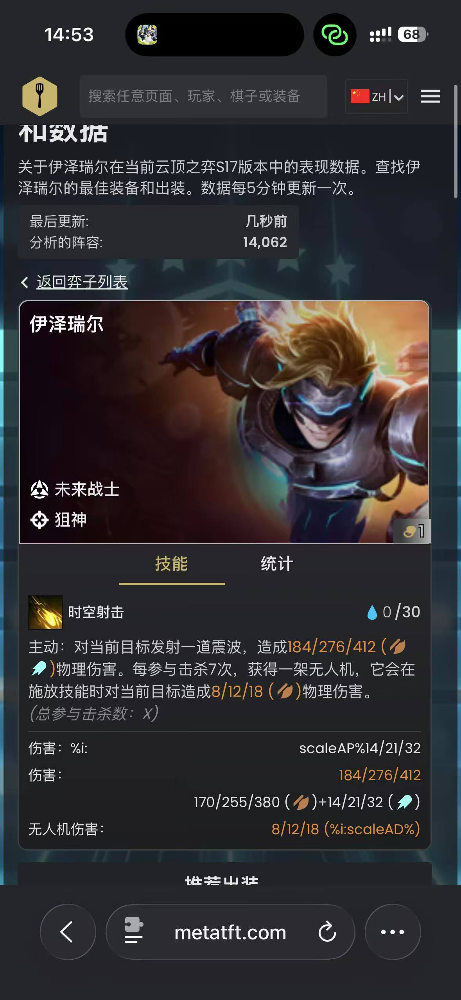 14:53
68
搜索任意页面、玩家、棋子或装备
ZH
和数据
关于伊泽瑞尔在当前云顶之弈S17版本中的表现数据。查找伊
泽瑞尔的最佳装备和出装。数据每5分钟更新一次。
最后更新: 几秒前
分析的阵容: 14,062
返回弈子列表
伊泽瑞尔
未来战士
狙神
1
技能 统计
时空射击 0/30
主动：对当前目标发射一道震波，造成184/276/412 (
)物理伤害。每参与击杀7次，获得一架无人机，它会在
施放技能时对当前目标造成8/12/18 ( )物理伤害。
(总参与击杀数：X)
伤害：%i: scaleAP%14/21/32
伤害： 184/276/412
170/255/380 ( )+14/21/32 ( )
无人机伤害： 8/12/18 (%i:scaleAD%)
推荐出装
metatft.com